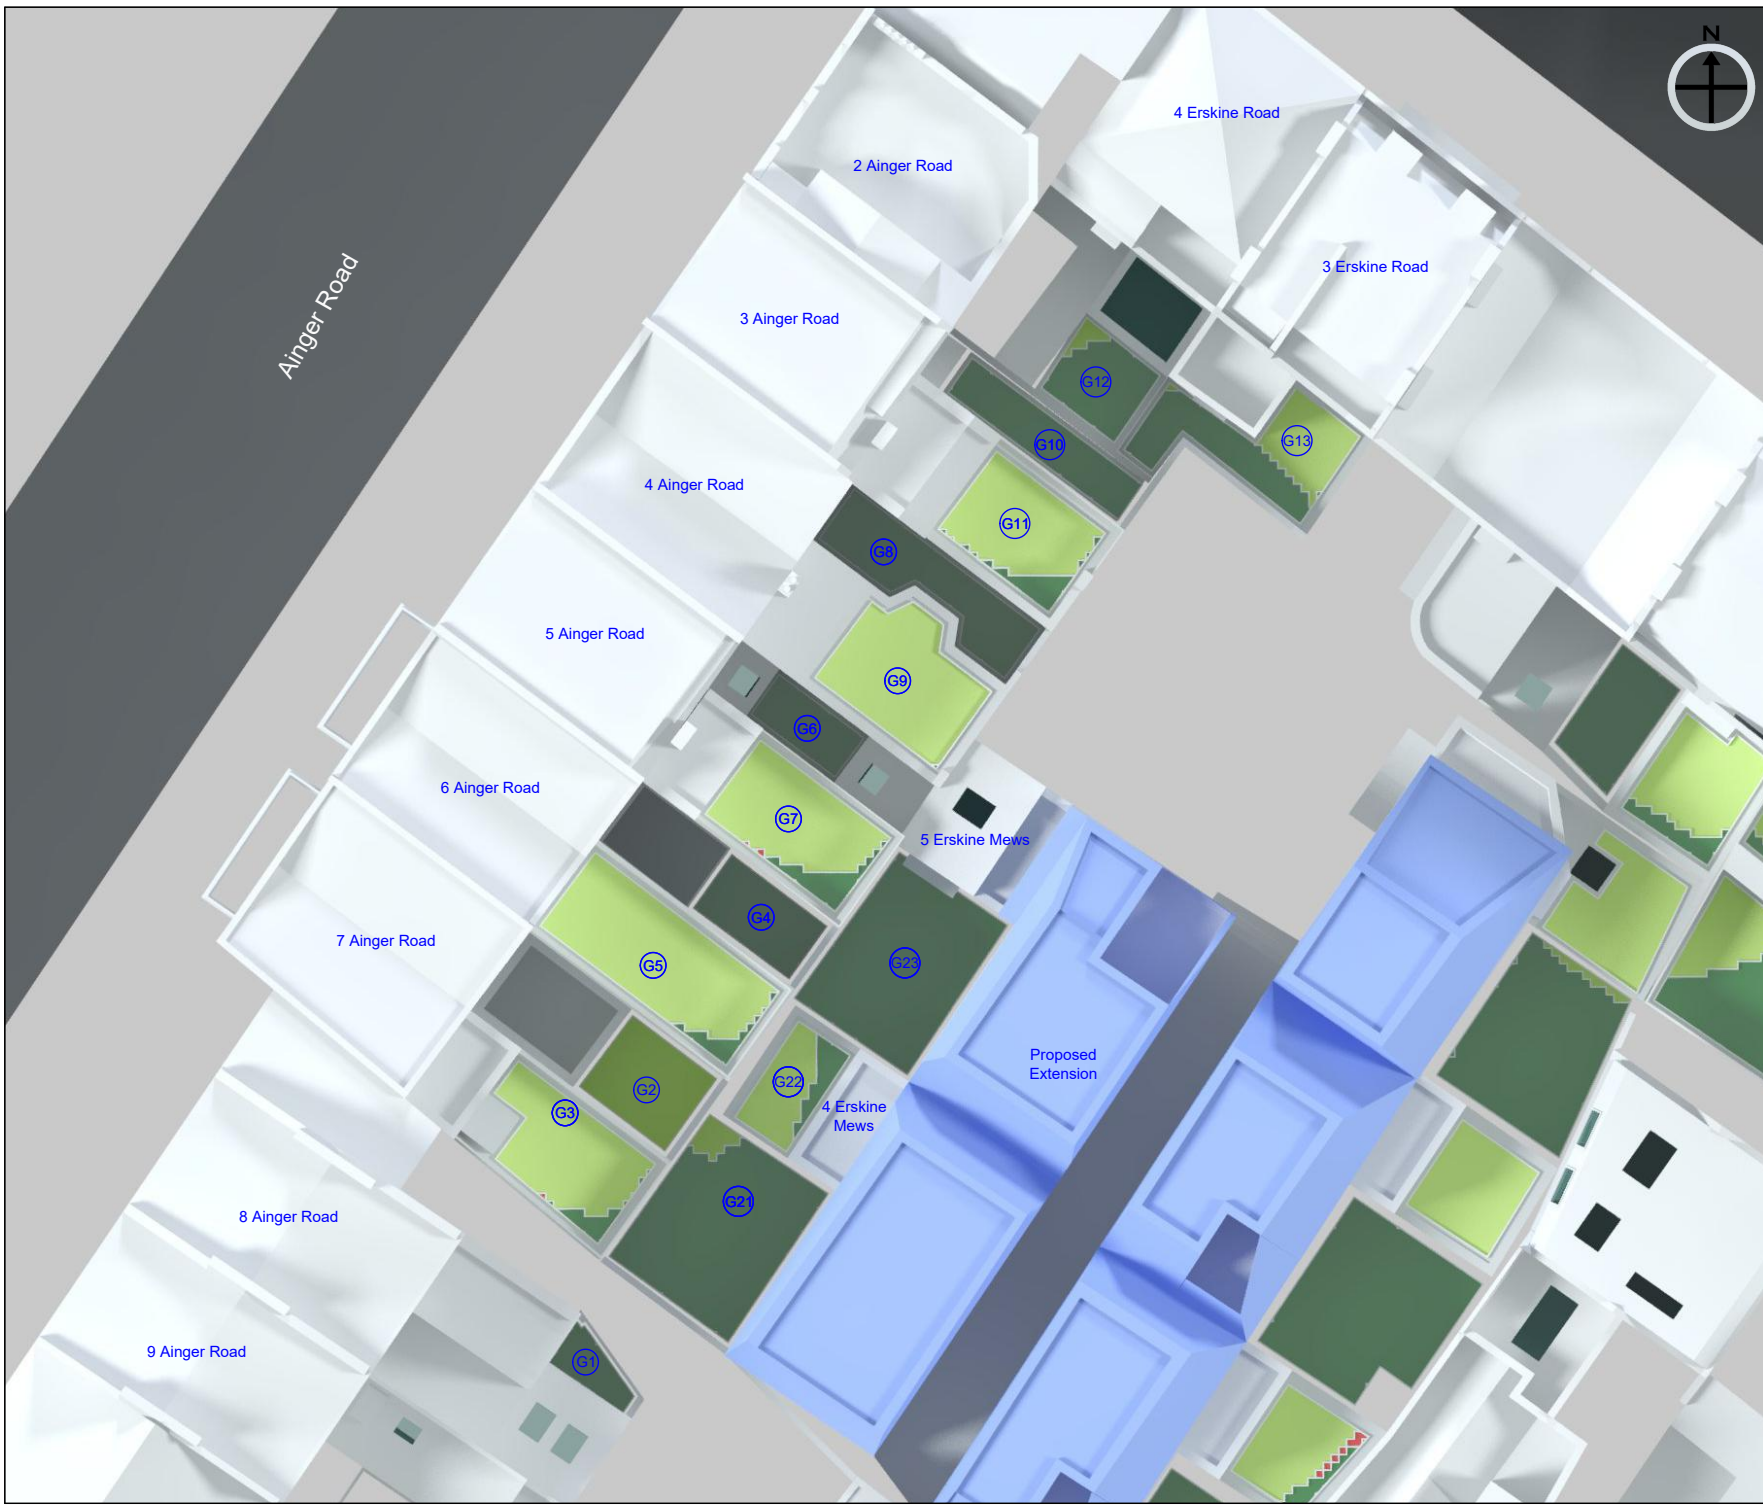 N
4 Erskine Road
2 Ainger Road
3 Erskine Road
Ainger Road
3 Ainger Road
G12
G13
G10
4 Ainger Road
G11
G8
5 Ainger Road
G9
G6
6 Ainger Road
G7
5 Erskine Mews
G4
7 Ainger Road
G5
G23
Proposed
Extension
G22
G2
G3
4 Erskine
Mews
G21
8 Ainger Road
9 Ainger Road
G1